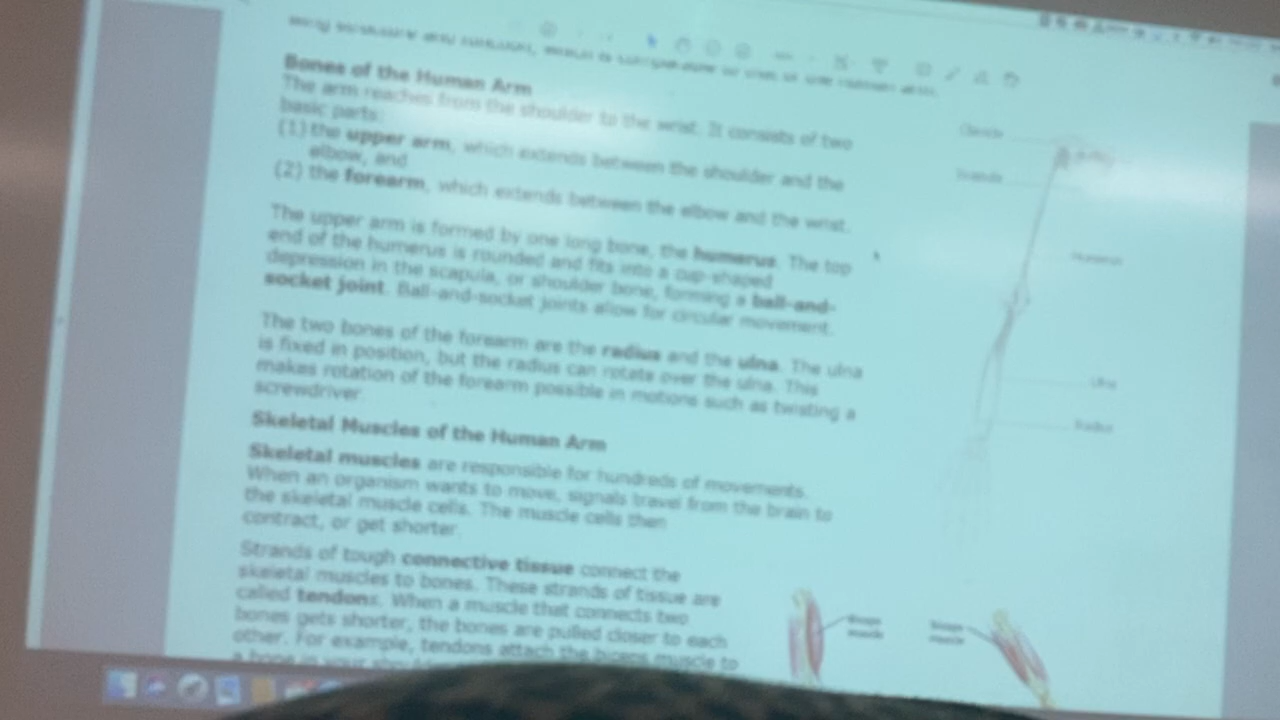 Bones of the Human Arm
The arm reaches from the shoulder to the wrist. It consists of two
basic parts:
(1) the upper arm, which extends between the shoulder and the
elbow, and
(2) the forearm, which extends between the elbow and the wrist.
The upper arm is formed by one long bone, the humerus. The top
end of the humerus is rounded and fits into a cup-shaped
depression in the scapula, or shoulder bone, forming a ball-and-
socket joint. Ball-and-socket joints allow for circular movement.
The two bones of the forearm are the radius and the ulna. The ulna
is fixed in position, but the radius can rotate over the ulna. This
makes rotation of the forearm possible in motions such as twisting a
screwdriver.
Skeletal Muscles of the Human Arm
Skeletal muscles are responsible for hundreds of movements.
When an organism wants to move, signals travel from the brain to
the skeletal muscle cells. The muscle cells then
contract, or get shorter.
Strands of tough connective tissue connect the
skeletal muscles to bones. These strands of tissue are
called tendons. When a muscle that connects two
bones gets shorter, the bones are pulled closer to each
other. For example, tendons attach the biceps muscle to
a bone in your
Clavicle
Scapula
Humerus
Ulna
Radius
Biceps
muscle
Biceps
muscle